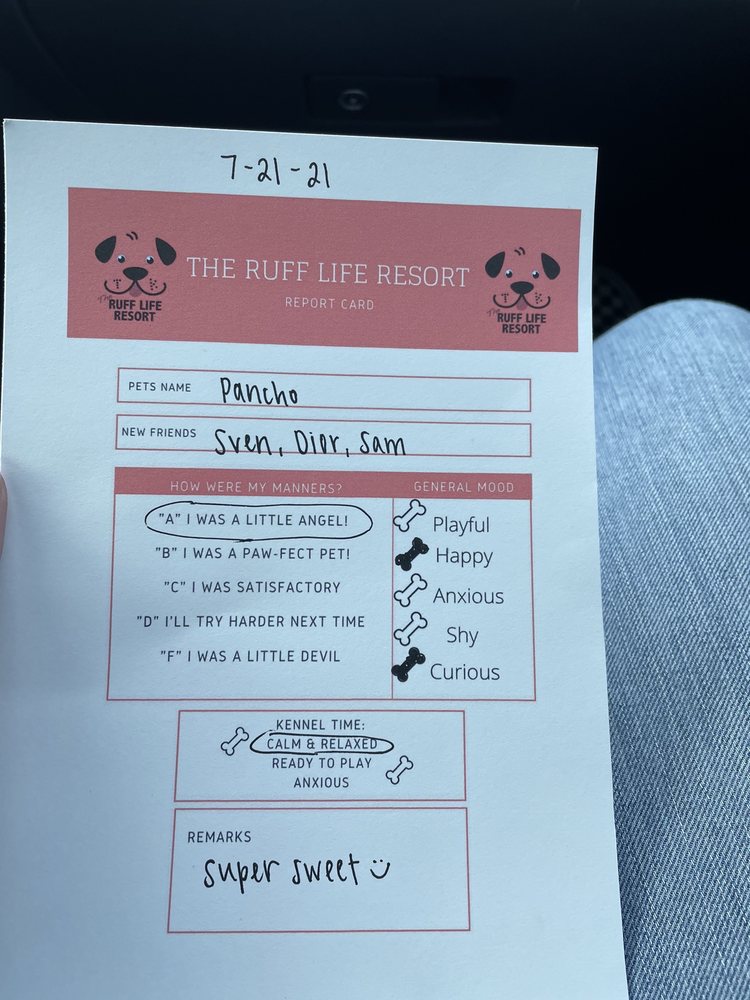 7-21-21
THE RUFF LIFE RESORT
REPORT CARD
The
RUFF LIFE
RESORT
The
RUFF LIFE
RESORT
PETS NAME Pancho
NEW FRIENDS Sven, Dior, Sam
HOW WERE MY MANNERS?
"A" I WAS A LITTLE ANGEL!
"B" I WAS A PAW-FECT PET!
"C" I WAS SATISFACTORY
"D" I'LL TRY HARDER NEXT TIME
"F" I WAS A LITTLE DEVIL
GENERAL MOOD
Playful
Happy
Anxious
Shy
Curious
KENNEL TIME:
CALM & RELAXED
READY TO PLAY
ANXIOUS
REMARKS
super sweet